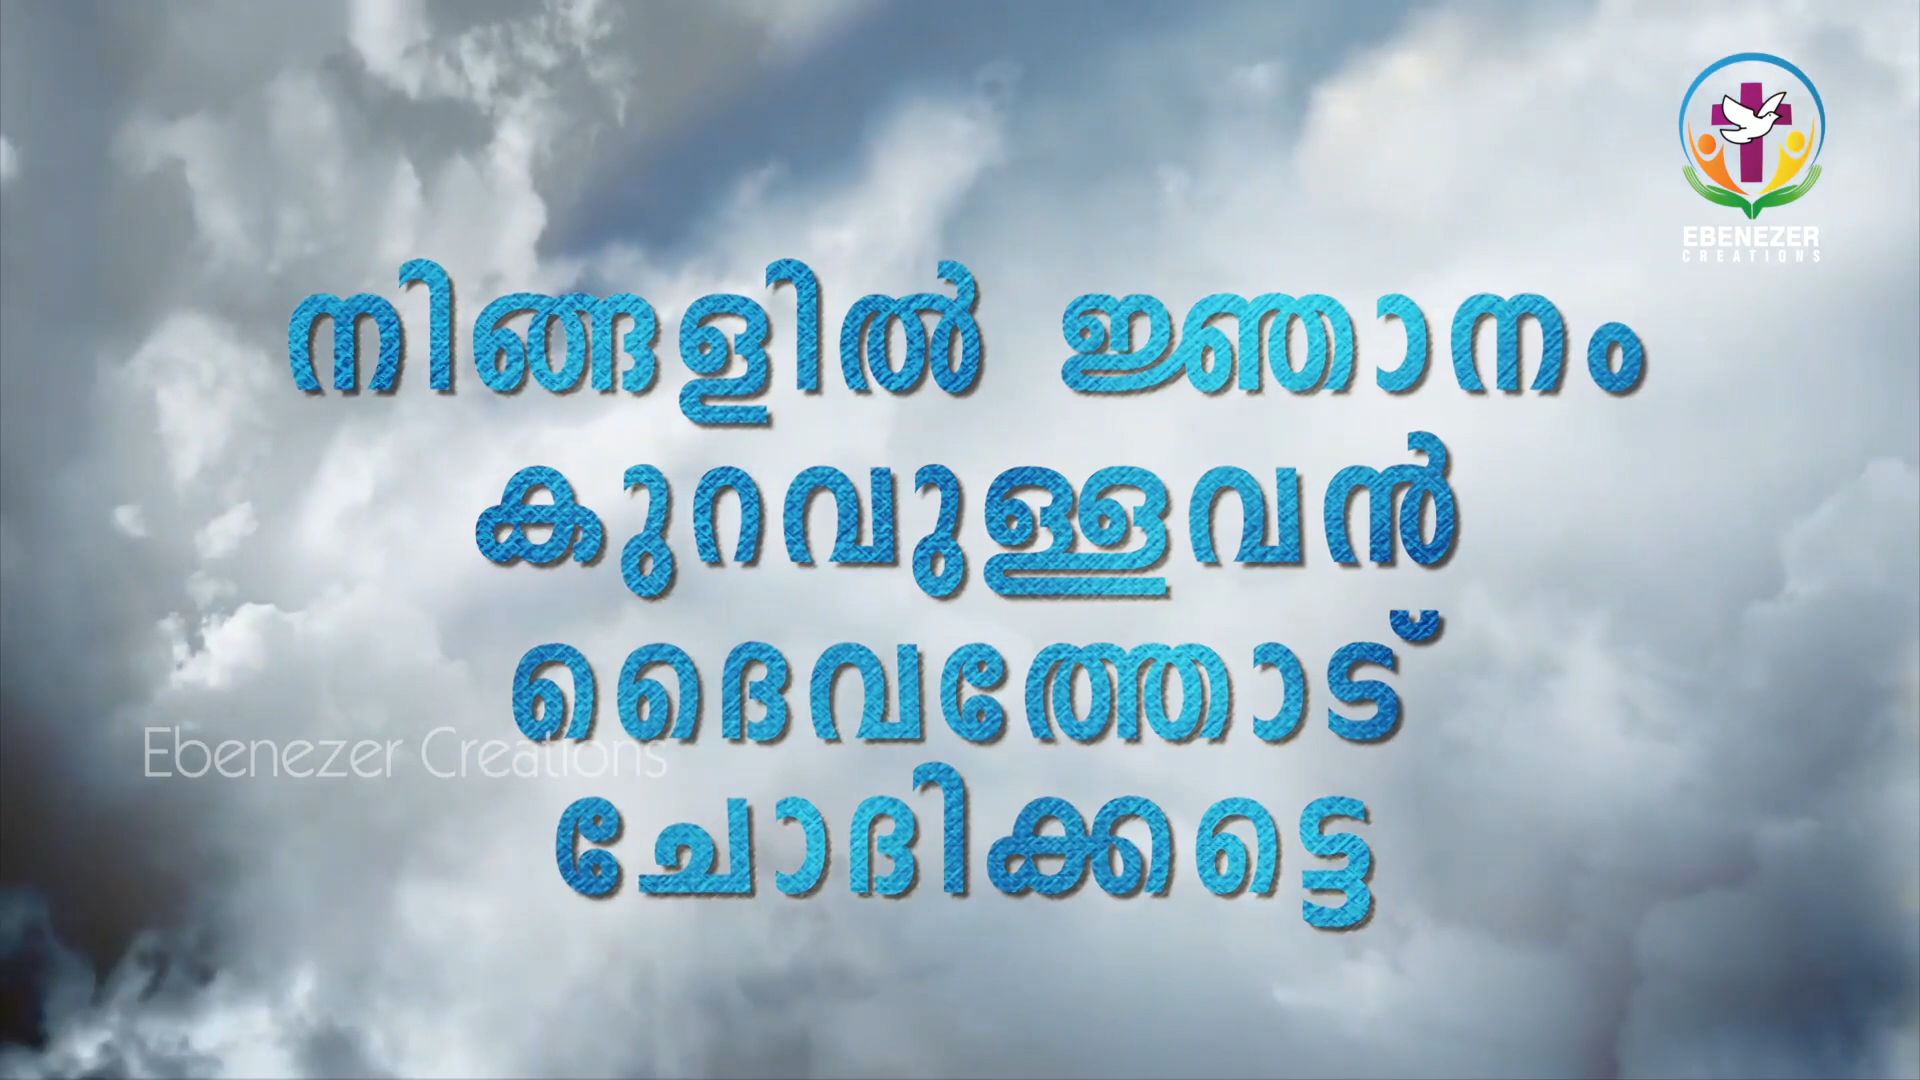 EBENEZER
CREATIONS
നിങ്ങളിൽ ജ്ഞാനം
കുറവുള്ളവൻ
ദൈവത്തോട്
Ebenezer Creations
ചോദിക്കട്ടെ